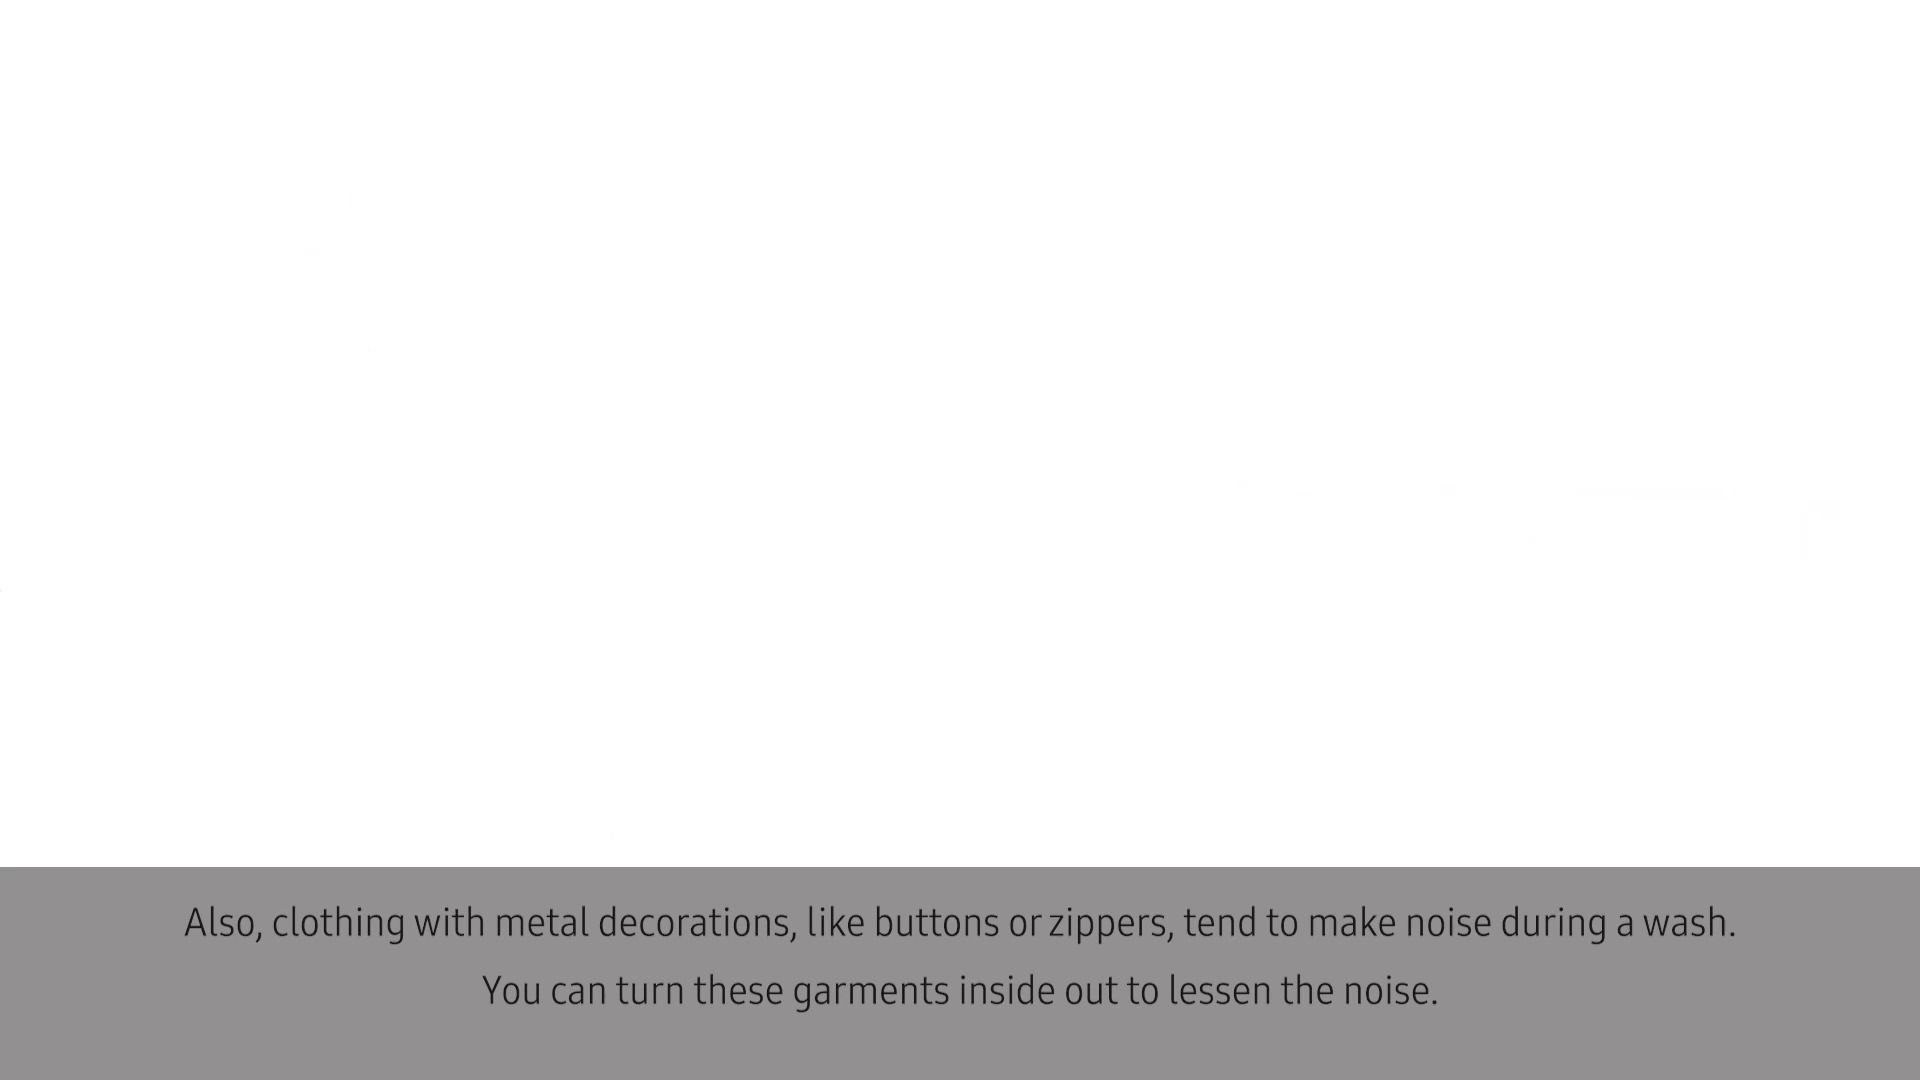 Also, clothing with metal decorations, like buttons or zippers, tend to make noise during a wash.
You can turn these garments inside out to lessen the noise.